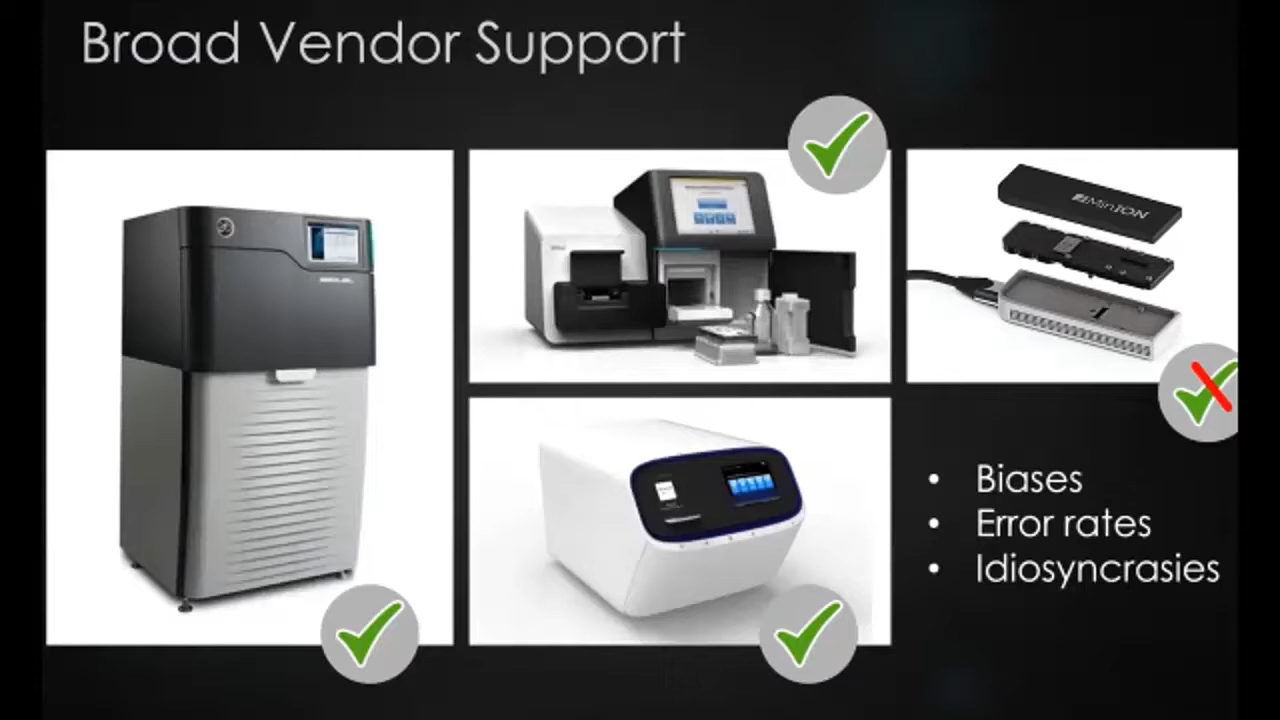 Broad Vendor Support
MinION
• Biases
• Error rates
• Idiosyncrasies